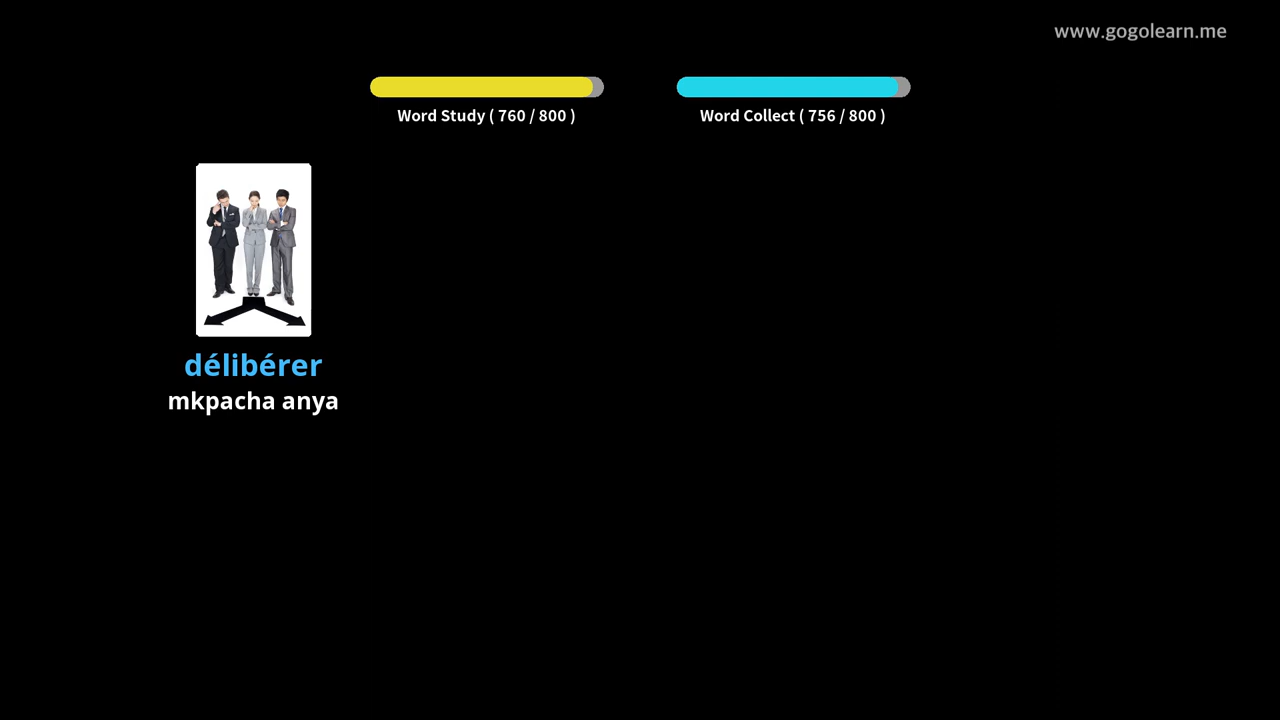 www.gogolearn.me
Word Study ( 760 / 800 )
Word Collect ( 756 / 800 )
délibérer
mkpacha anya